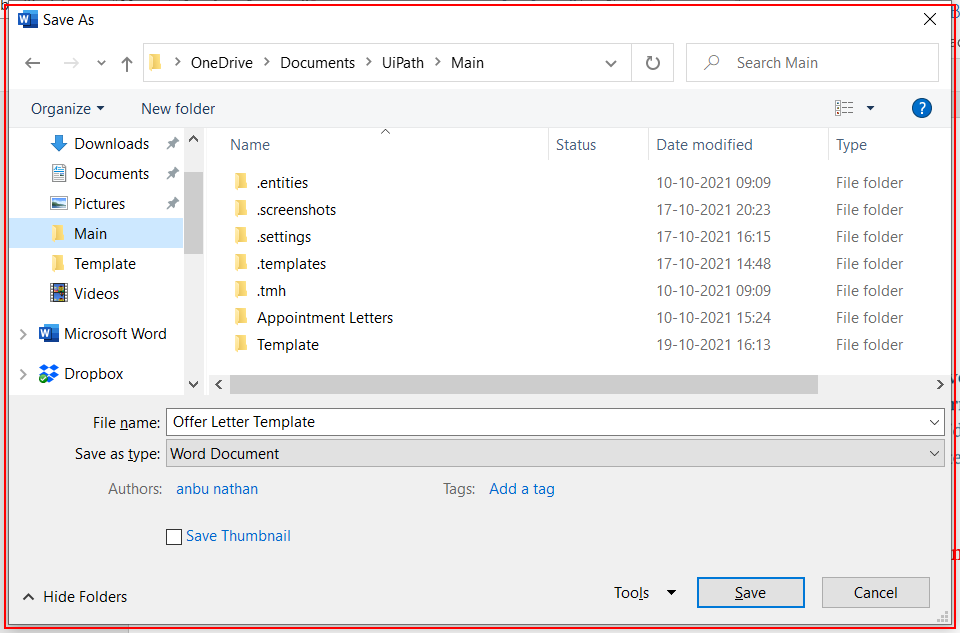 Save As
OneDrive > Documents > UiPath > Main
Search Main
Organize
New folder
?
Downloads
Documents
Pictures
Main
Template
Videos
Microsoft Word
Dropbox
Name Status Date modified Type
.entities 10-10-2021 09:09 File folder
.screenshots 17-10-2021 20:23 File folder
.settings 17-10-2021 16:15 File folder
.templates 17-10-2021 14:48 File folder
.tmh 10-10-2021 09:09 File folder
Appointment Letters 10-10-2021 15:24 File folder
Template 19-10-2021 16:13 File folder
File name: Offer Letter Template
Save as type: Word Document
Authors: anbu nathan Tags: Add a tag
Save Thumbnail
Hide Folders
Tools
Save
Cancel